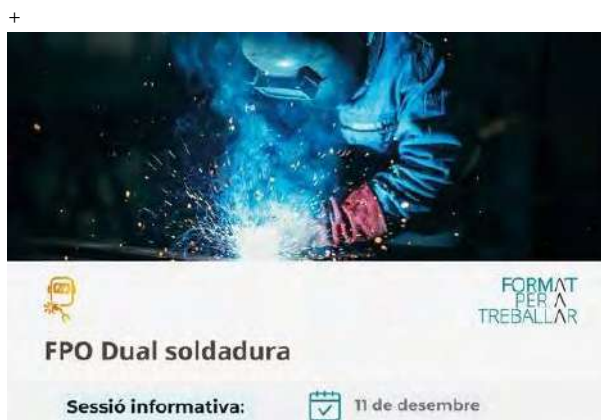 +
FORMAT
PER A
TREBALLAR
FPO Dual soldadura
Sessió informativa:
11 de desembre